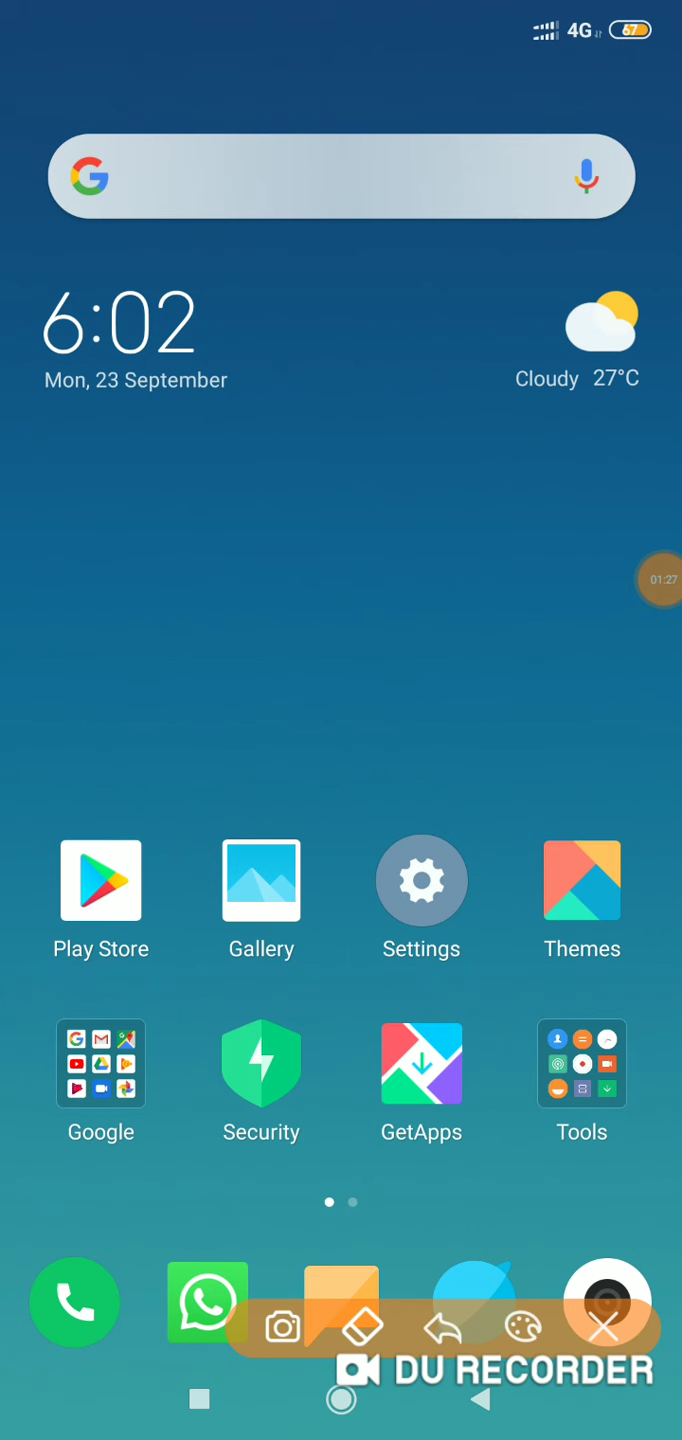 4G 67
6:02
Mon, 23 September
Cloudy 27°C
01:27
Play Store Gallery Settings Themes
Google Security GetApps Tools
DU RECORDER